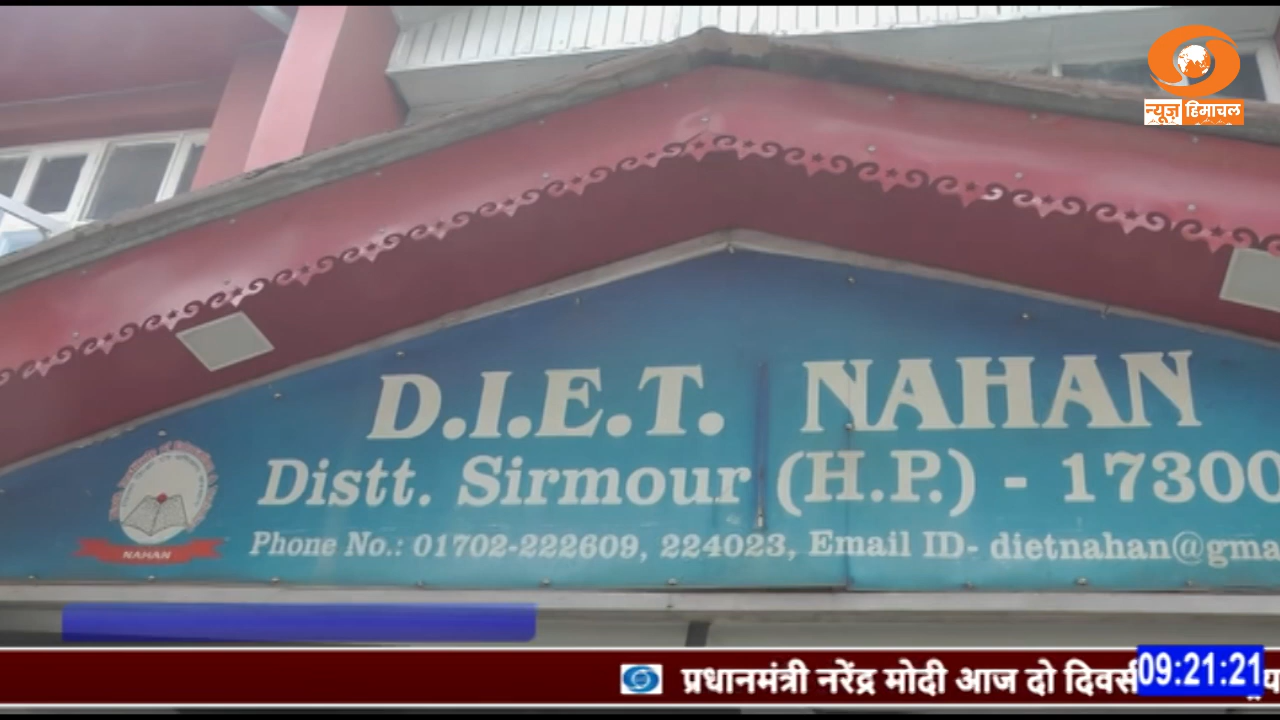 न्यूज़ हिमाचल
D.I.E.T. NAHAN
Distt. Sirmour (H.P.) - 17300
Phone No.: 01702-222609, 224023, Email ID- dietnahan@gma
NAHAN
प्रधानमंत्री नरेंद्र मोदी आज दो दिवस
09:21:21